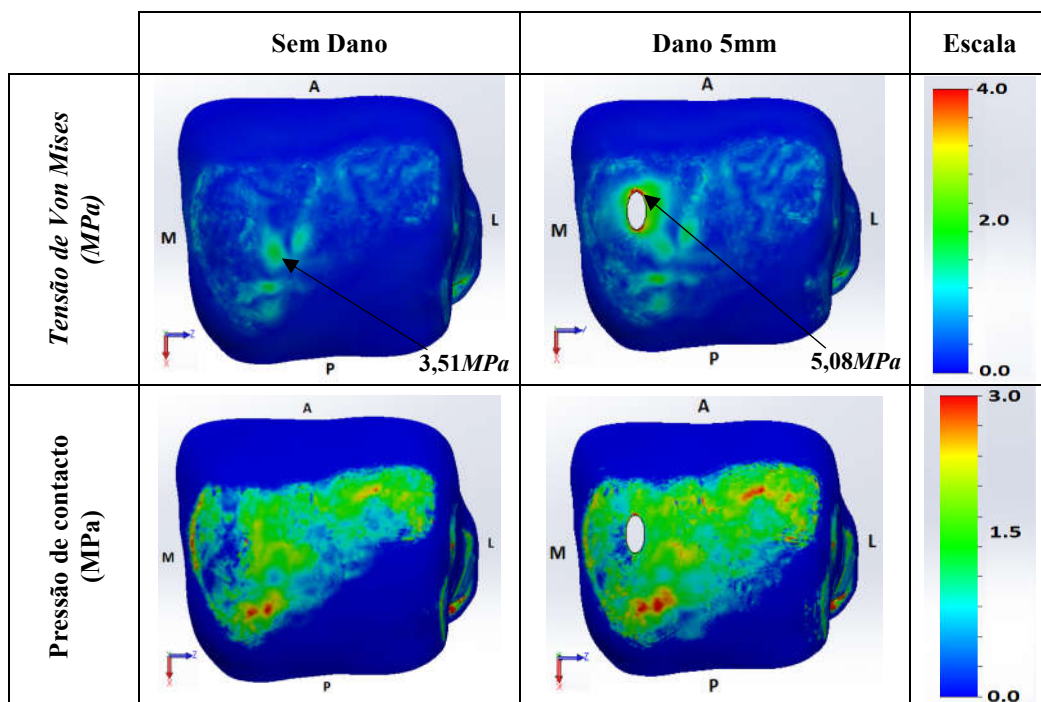 Sem Dano
Dano 5mm
Escala
Tensão de Von Mises
(MPa)
A
M
L
P
Z
X
3,51MPa
A
M
L
P
X
5,08MPa
4.0
2.0
0.0
Pressão de contacto
(MPa)
A
M
L
P
Z
X
A
M
L
P
Z
X
3.0
1.5
0.0